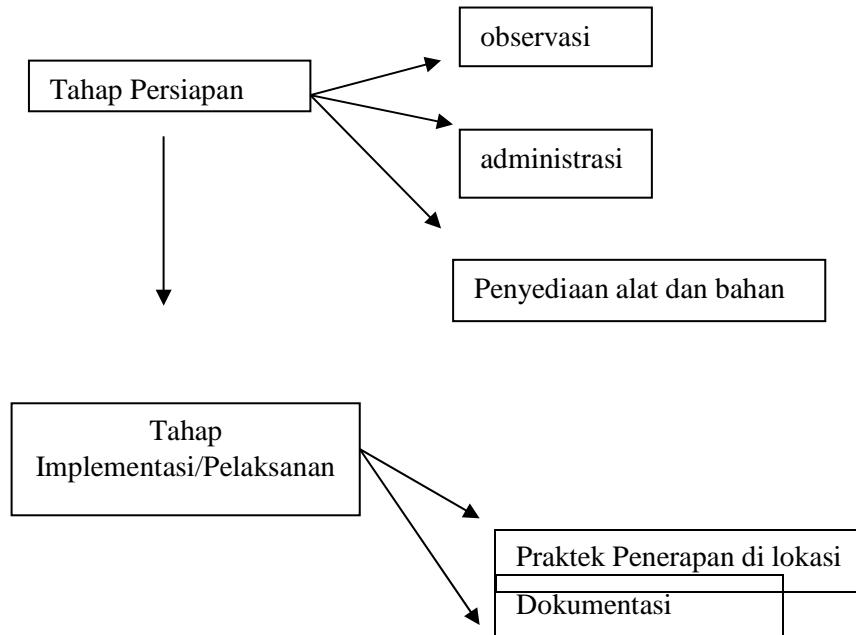 observasi
Tahap Persiapan
administrasi
Penyediaan alat dan bahan
Tahap
Implementasi/Pelaksanan
Praktek Penerapan di lokasi
Dokumentasi